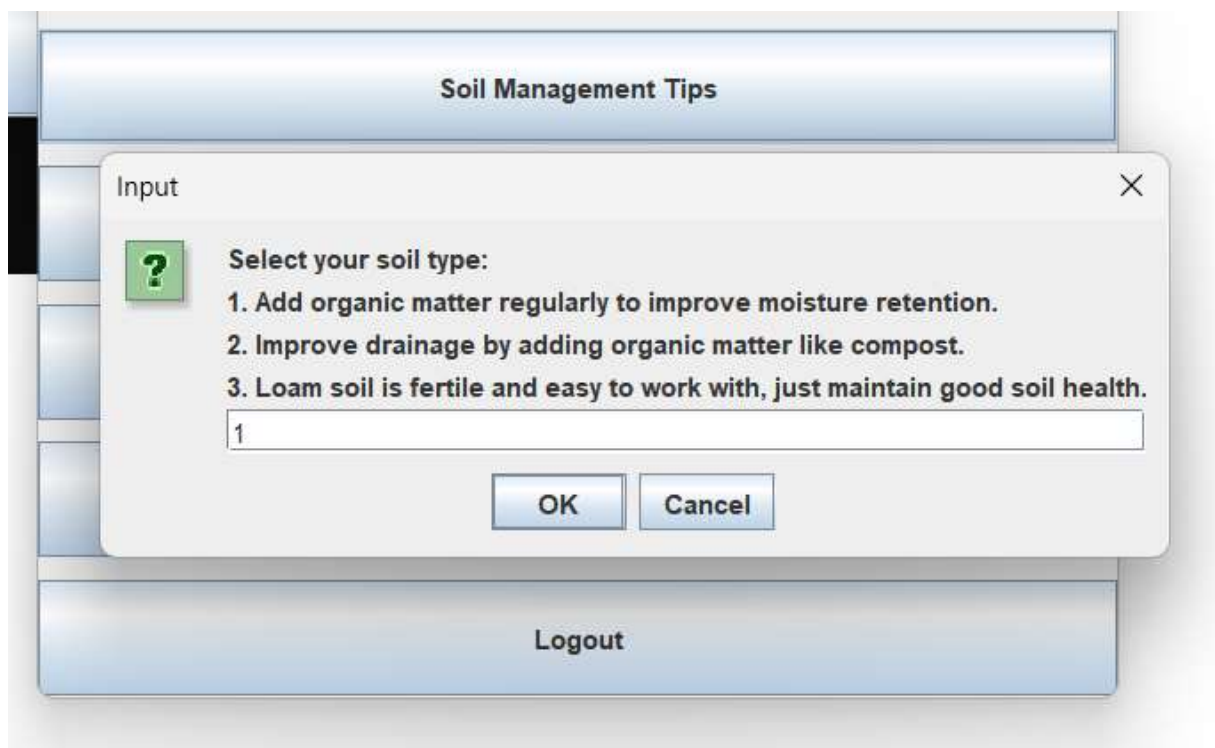 Soil Management Tips
Input
?
Select your soil type:
1. Add organic matter regularly to improve moisture retention.
2. Improve drainage by adding organic matter like compost.
3. Loam soil is fertile and easy to work with, just maintain good soil health.
1
OK
Cancel
Logout